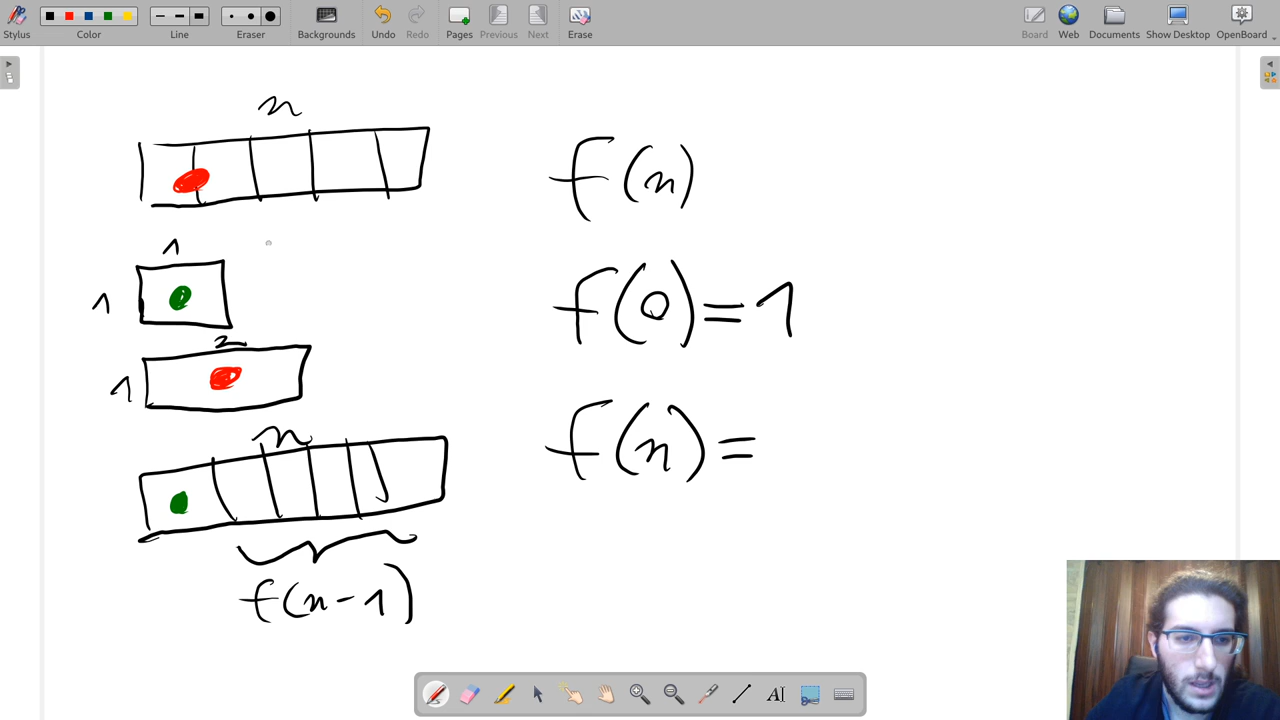 Stylus Color Line Eraser Backgrounds Undo Redo Pages Previous Next Erase Board Web Documents Show Desktop OpenBoard
n
f(n)
1
1
f(0)=1
2
1
n
f(n)=
f(n-1)